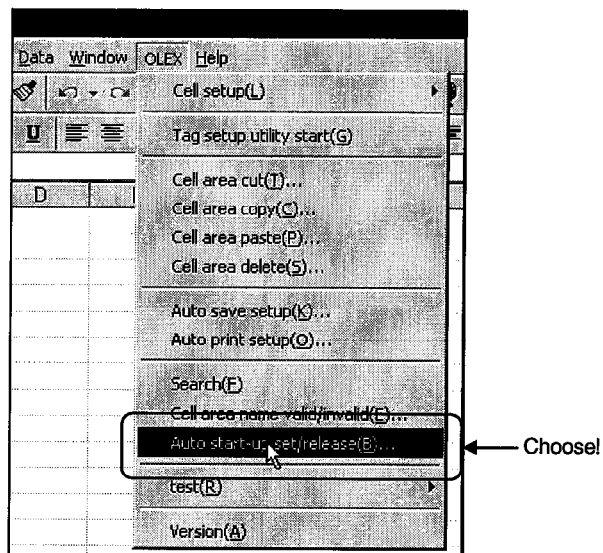 Data Window OLEX Help
Cell setup(L)
U
Tag setup utility start(G)
D
Cell area cut(T)...
Cell area copy(C)...
Cell area paste(P)...
Cell area delete(S)...
Auto save setup(K)...
Auto print setup(O)...
Search(F)
Cell area name valid/invalid(E)...
Auto start-up set/release(B)...
Choose!
test(R)
Version(A)